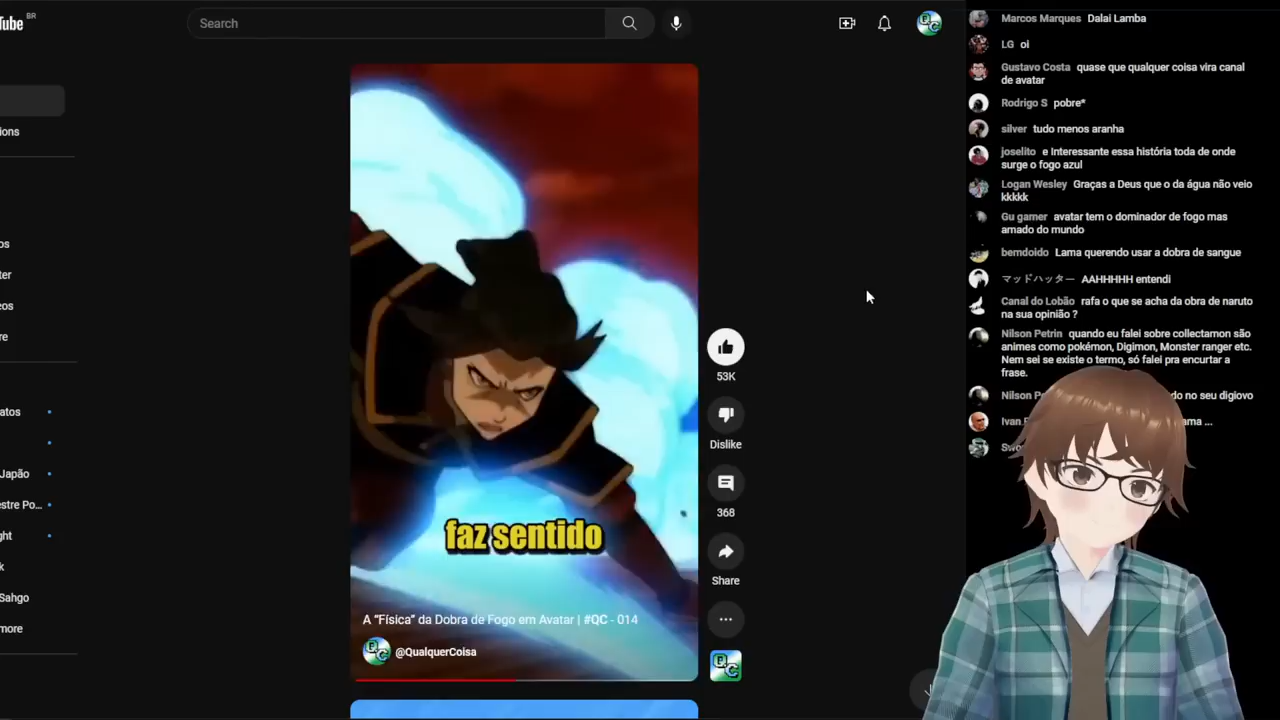 Tube BR
Search
ions
os
ter
eos
re
atos
Japão
estre Po...
ght
k
Sahgo
more
faz sentido
A "Física" da Dobra de Fogo em Avatar | #QC - 014
@QualquerCoisa
53K
Dislike
368
Share
Marcos Marques Dalai Lamba
LG oi
Gustavo Costa quase que qualquer coisa vira canal
de avatar
Rodrigo S pobre*
silver tudo menos aranha
joselito e Interessante essa história toda de onde
surge o fogo azul
Logan Wesley Graças a Deus que o da água não veio
kkkkk
Gu gamer avatar tem o dominador de fogo mas
amado do mundo
bemdoido Lama querendo usar a dobra de sangue
マッドハッター AAHHHHH entendi
Canal do Lobão rafa o que se acha da obra de naruto
na sua opinião ?
Nilson Petrin quando eu falei sobre collectamon são
animes como pokémon, Digimon, Monster ranger etc.
Nem sei se existe o termo, só falei pra encurtar a
frase.
Nilson P do no seu digiovo
Ivan ama ...
Swo